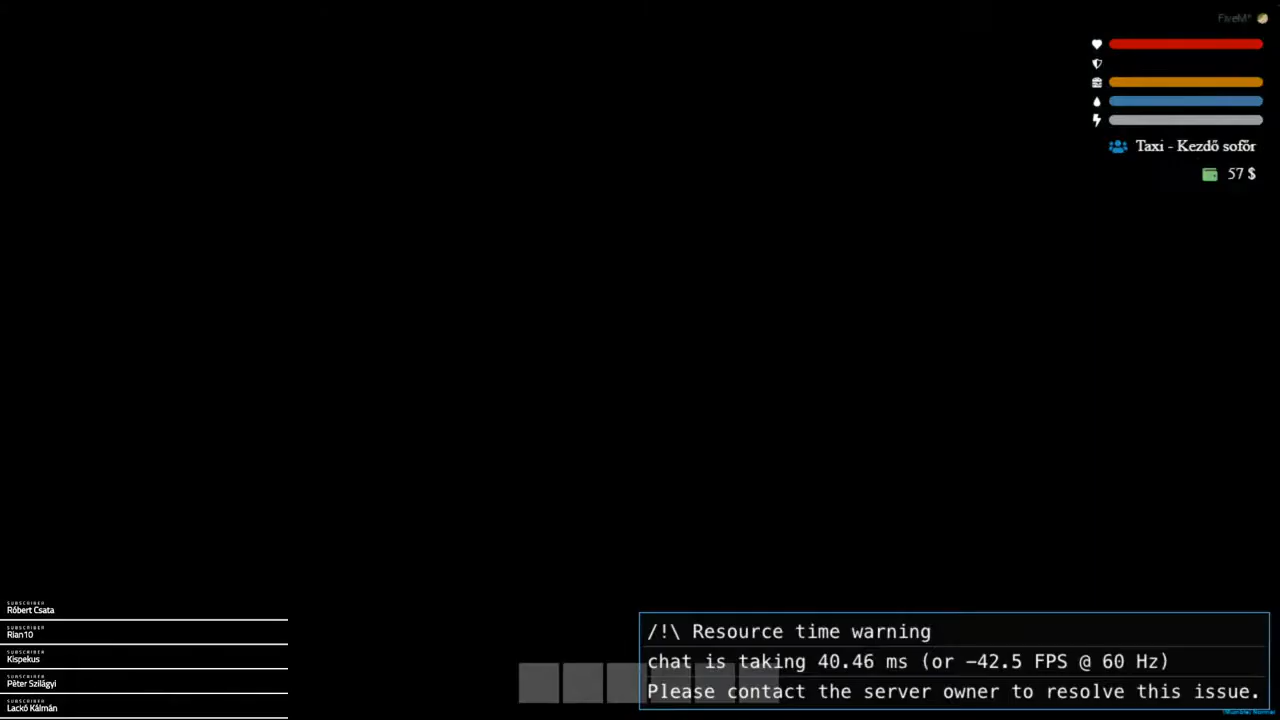 FiveM®
Taxi - Kezdő sofőr
57 $
SUBSCRIBER
Róbert Csata
SUBSCRIBER
Rian10
SUBSCRIBER
Kispekus
SUBSCRIBER
Péter Szilágyi
SUBSCRIBER
Lackó Kálmán
/!\ Resource time warning
chat is taking 40.46 ms (or -42.5 FPS @ 60 Hz)
Please contact the server owner to resolve this issue.